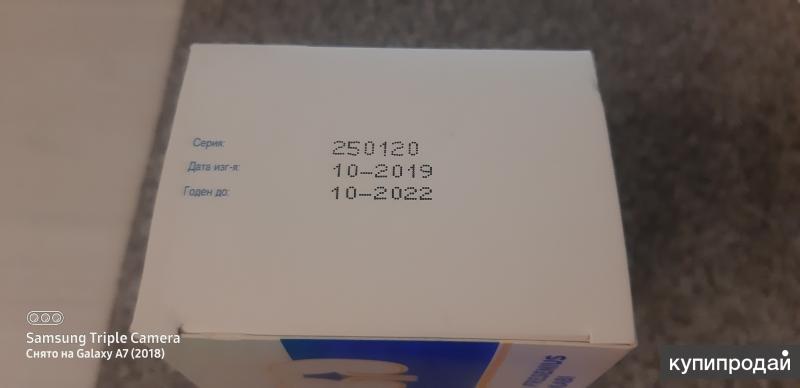 Серия: 250120
Дата изг-я: 10-2019
Годен до: 10-2022
Samsung Triple Camera
Снято на Galaxy A7 (2018)
купипродай